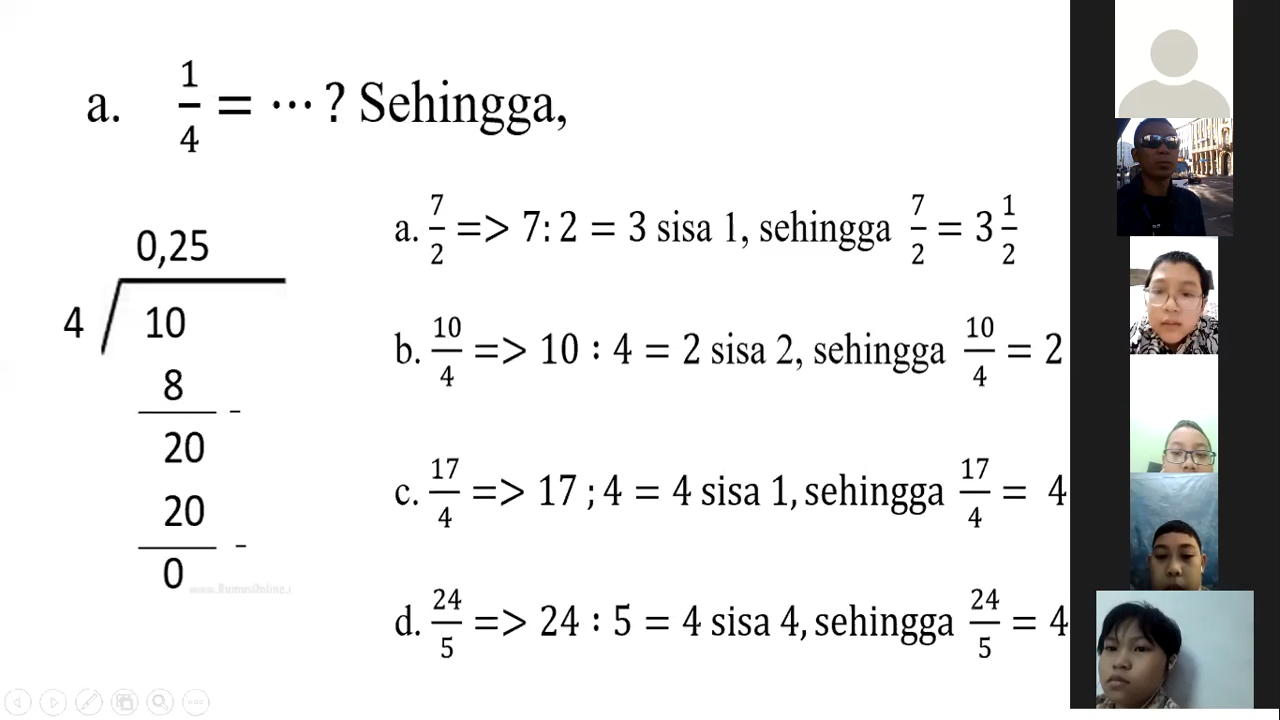 a. 1/4 = ⋯ ? Sehingga,
0,25
4 10
8
20
20
0
www.RumusOnline.
a. 7/2 => 7: 2 = 3 sisa 1, sehingga 7/2 = 3 1/2
b. 10/4 => 10 : 4 = 2 sisa 2, sehingga 10/4 = 2
c. 17/4 => 17 ; 4 = 4 sisa 1, sehingga 17/4 = 4
d. 24/5 => 24 : 5 = 4 sisa 4, sehingga 24/5 = 4